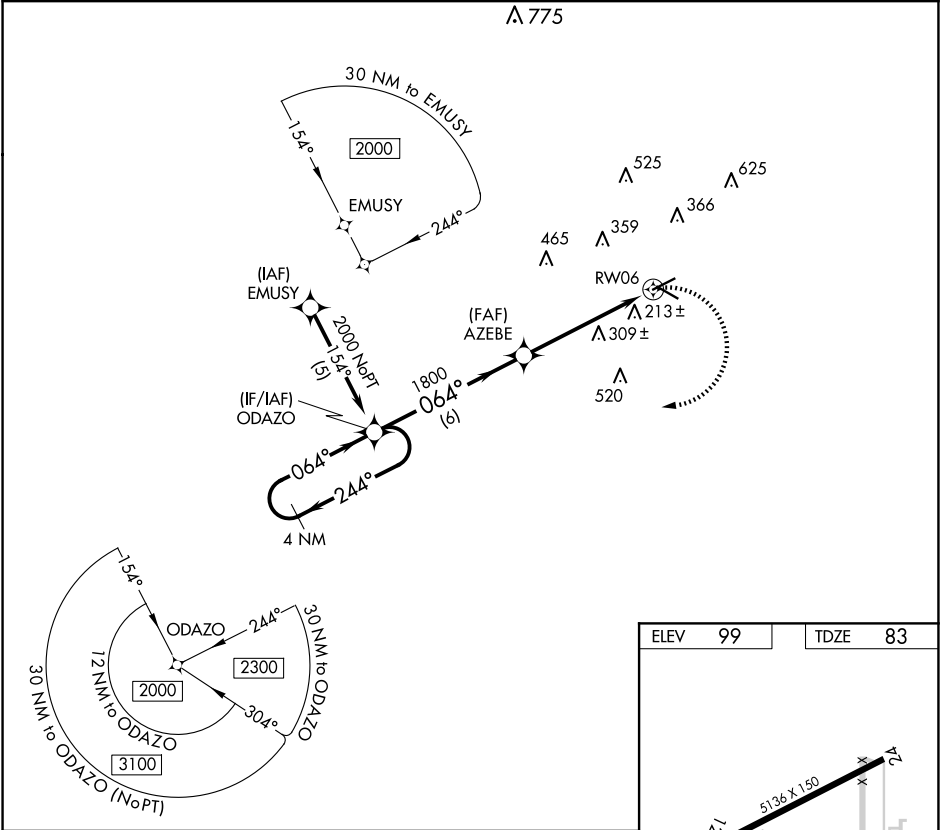 775
30 NM to EMUSY
154°
2000
EMUSY
244°
525
625
366
359
465
RW06
(IAF)
EMUSY
2000 NoPT
154°
(5)
(FAF)
AZEBE
213 ±
309 ±
520
1800
064°
(6)
(IF/IAF)
ODAZO
064°
244°
4 NM
154°
ODAZO
244°
30 NM to ODAZO
12 NM to ODAZO
2300
2000
304°
30 NM to ODAZO (NoPT)
3100
ELEV 99
TDZE 83
X
X
24
5136 X 150